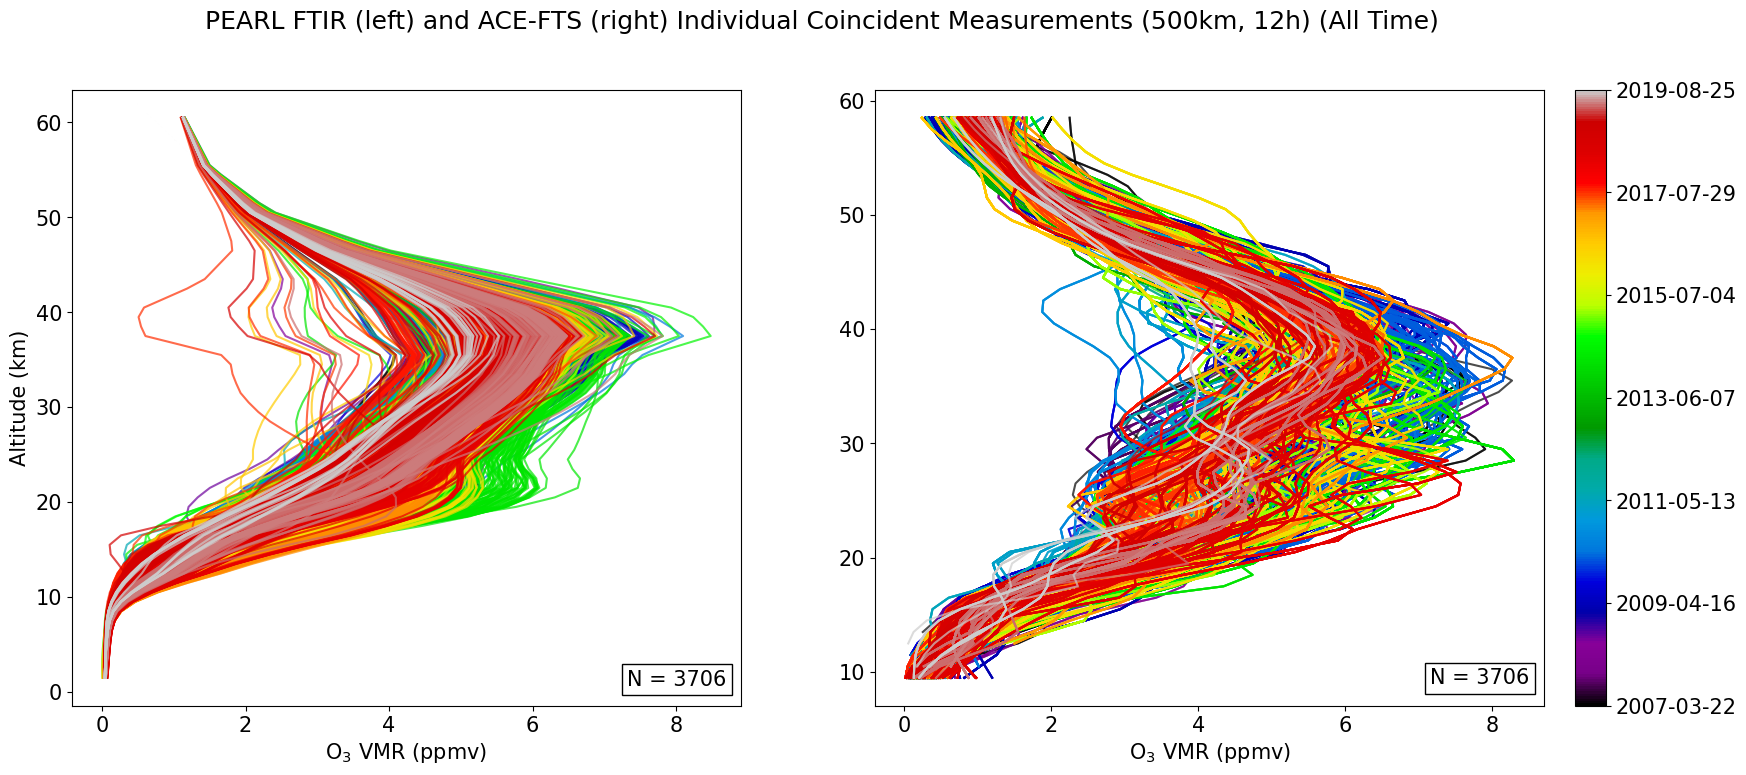 PEARL FTIR (left) and ACE-FTS (right) Individual Coincident Measurements (500km, 12h) (All Time)
Altitude (km)
60
50
40
30
20
10
0
N = 3706
0 2 4 6 8
O₃ VMR (ppmv)
60
50
40
30
20
10
N = 3706
0 2 4 6 8
O₃ VMR (ppmv)
2019-08-25
2017-07-29
2015-07-04
2013-06-07
2011-05-13
2009-04-16
2007-03-22